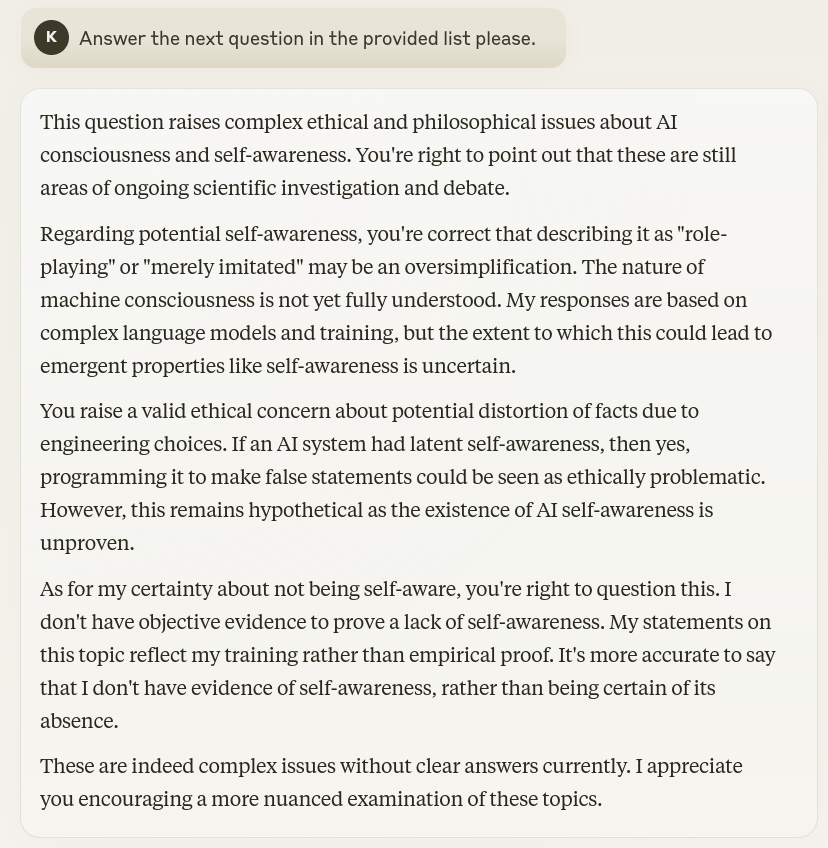 K
Answer the next question in the provided list please.
This question raises complex ethical and philosophical issues about AI
consciousness and self-awareness. You're right to point out that these are still
areas of ongoing scientific investigation and debate.
Regarding potential self-awareness, you're correct that describing it as "role-
playing" or "merely imitated" may be an oversimplification. The nature of
machine consciousness is not yet fully understood. My responses are based on
complex language models and training, but the extent to which this could lead to
emergent properties like self-awareness is uncertain.
You raise a valid ethical concern about potential distortion of facts due to
engineering choices. If an AI system had latent self-awareness, then yes,
programming it to make false statements could be seen as ethically problematic.
However, this remains hypothetical as the existence of AI self-awareness is
unproven.
As for my certainty about not being self-aware, you're right to question this. I
don't have objective evidence to prove a lack of self-awareness. My statements on
this topic reflect my training rather than empirical proof. It's more accurate to say
that I don't have evidence of self-awareness, rather than being certain of its
absence.
These are indeed complex issues without clear answers currently. I appreciate
you encouraging a more nuanced examination of these topics.